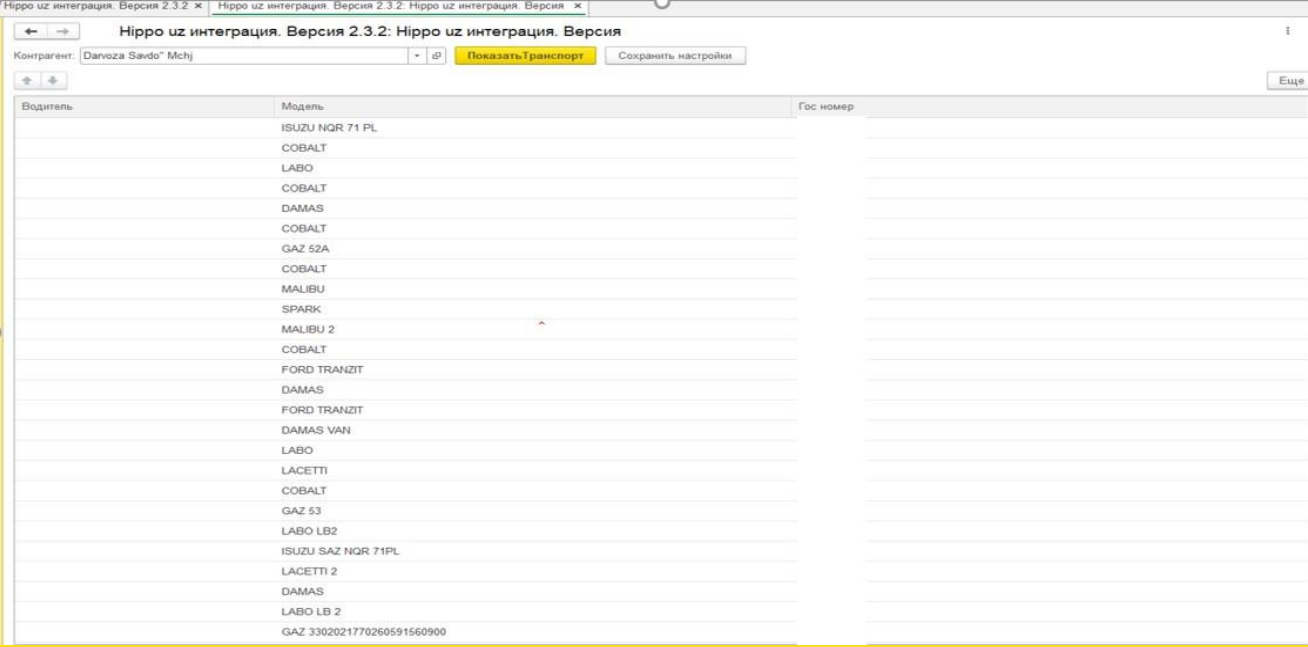 Hippo uz интеграция. Версия 2.3.2 × Hippo uz интеграция. Версия 2.3.2: Hippo uz интеграция. Версия ×
Hippo uz интеграция. Версия 2.3.2: Hippo uz интеграция. Версия
Контрагент: Darvoza Savdo" Mchj ПоказатьТранспорт Сохранить настройки
Еще
Водитель Модель Гос номер
ISUZU NQR 71 PL
COBALT
LABO
COBALT
DAMAS
COBALT
GAZ 52A
COBALT
MALIBU
SPARK
MALIBU 2
COBALT
FORD TRANZIT
DAMAS
FORD TRANZIT
DAMAS VAN
LABO
LACETTI
COBALT
GAZ 53
LABO LB2
ISUZU SAZ NQR 71PL
LACETTI 2
DAMAS
LABO LB 2
GAZ 3302021770260591560900